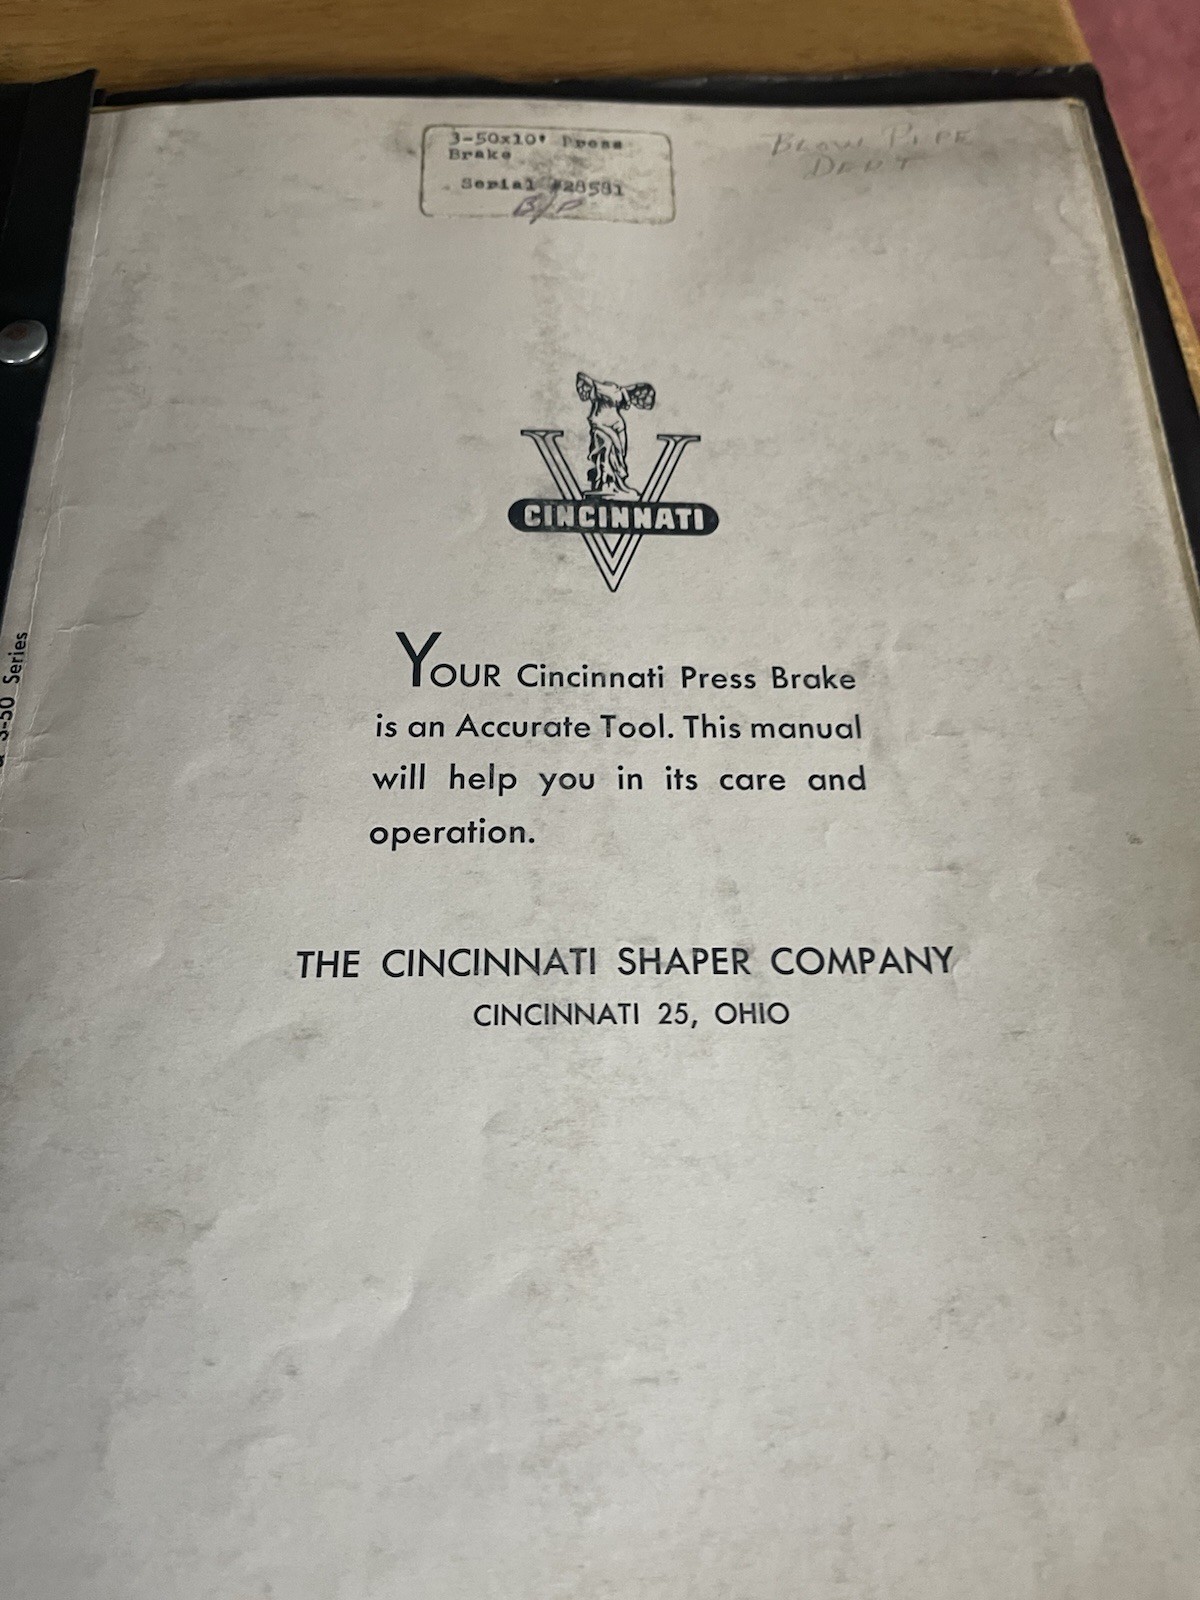 3-50x10' Press
Brake
Serial #28581
B/P
BLOW PIPE
DEPT
CINCINNATI
YOUR Cincinnati Press Brake
is an Accurate Tool. This manual
will help you in its care and
operation.
THE CINCINNATI SHAPER COMPANY
CINCINNATI 25, OHIO
3-50 Series